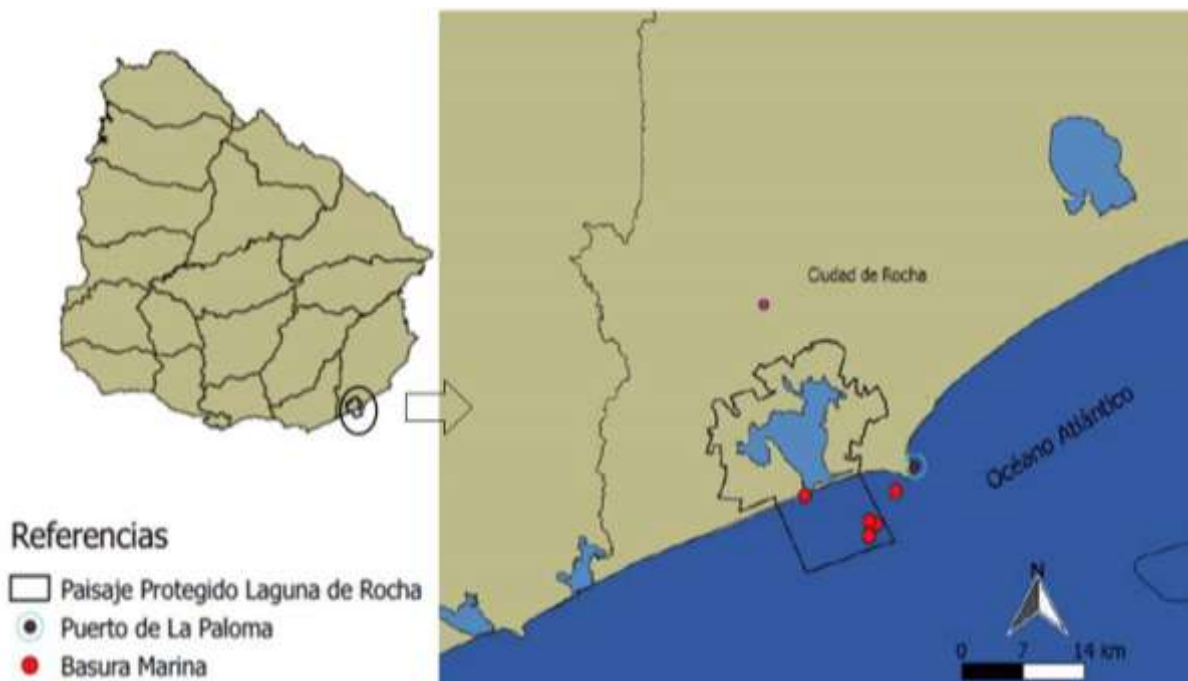 Ciudad de Rocha
Océano Atlántico
Referencias
Paisaje Protegido Laguna de Rocha
Puerto de La Paloma
Basura Marina
N
0 7 14 km